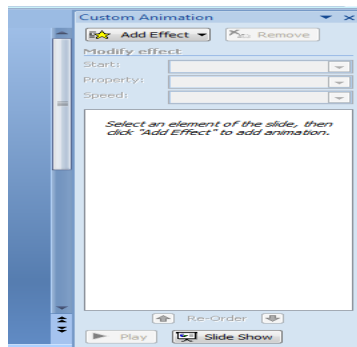 Custom Animation
Add Effect Remove
Modify effect
Start:
Property:
Speed:
Select an element of the slide, then
click "Add Effect" to add animation.
Re-Order
Play Slide Show